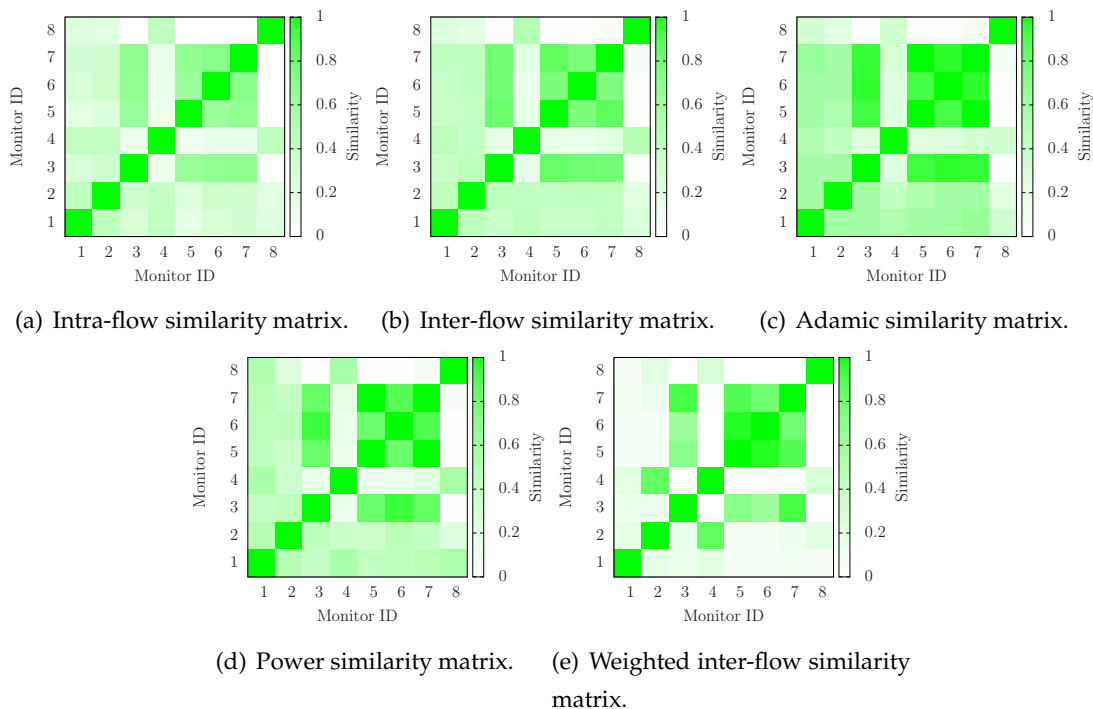 8
7
6
5
4
3
2
1
Monitor ID
1 2 3 4 5 6 7 8
Monitor ID
1
0.8
0.6
0.4
0.2
0
Similarity
8
7
6
5
4
3
2
1
Monitor ID
1 2 3 4 5 6 7 8
Monitor ID
1
0.8
0.6
0.4
0.2
0
Similarity
8
7
6
5
4
3
2
1
Monitor ID
1 2 3 4 5 6 7 8
Monitor ID
1
0.8
0.6
0.4
0.2
0
Similarity
(a) Intra-flow similarity matrix.
(b) Inter-flow similarity matrix.
(c) Adamic similarity matrix.
8
7
6
5
4
3
2
1
Monitor ID
1 2 3 4 5 6 7 8
Monitor ID
1
0.8
0.6
0.4
0.2
0
Similarity
8
7
6
5
4
3
2
1
Monitor ID
1 2 3 4 5 6 7 8
Monitor ID
1
0.8
0.6
0.4
0.2
0
Similarity
(d) Power similarity matrix.
(e) Weighted inter-flow similarity
matrix.